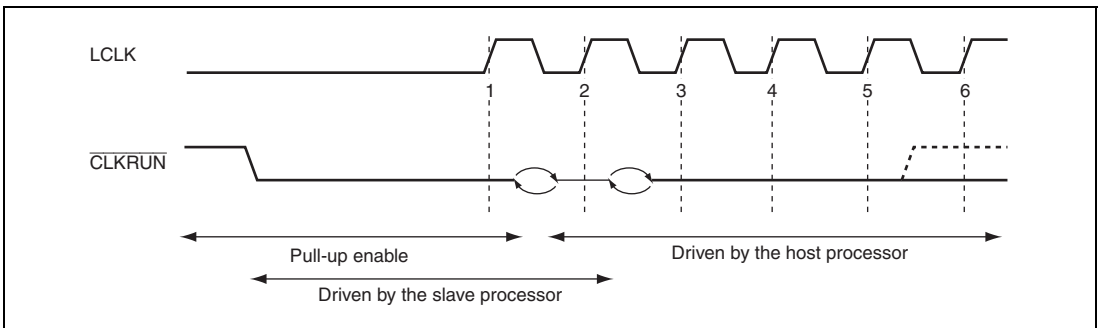 LCLK
1 2 3 4 5 6
CLKRUN
Pull-up enable
Driven by the host processor
Driven by the slave processor